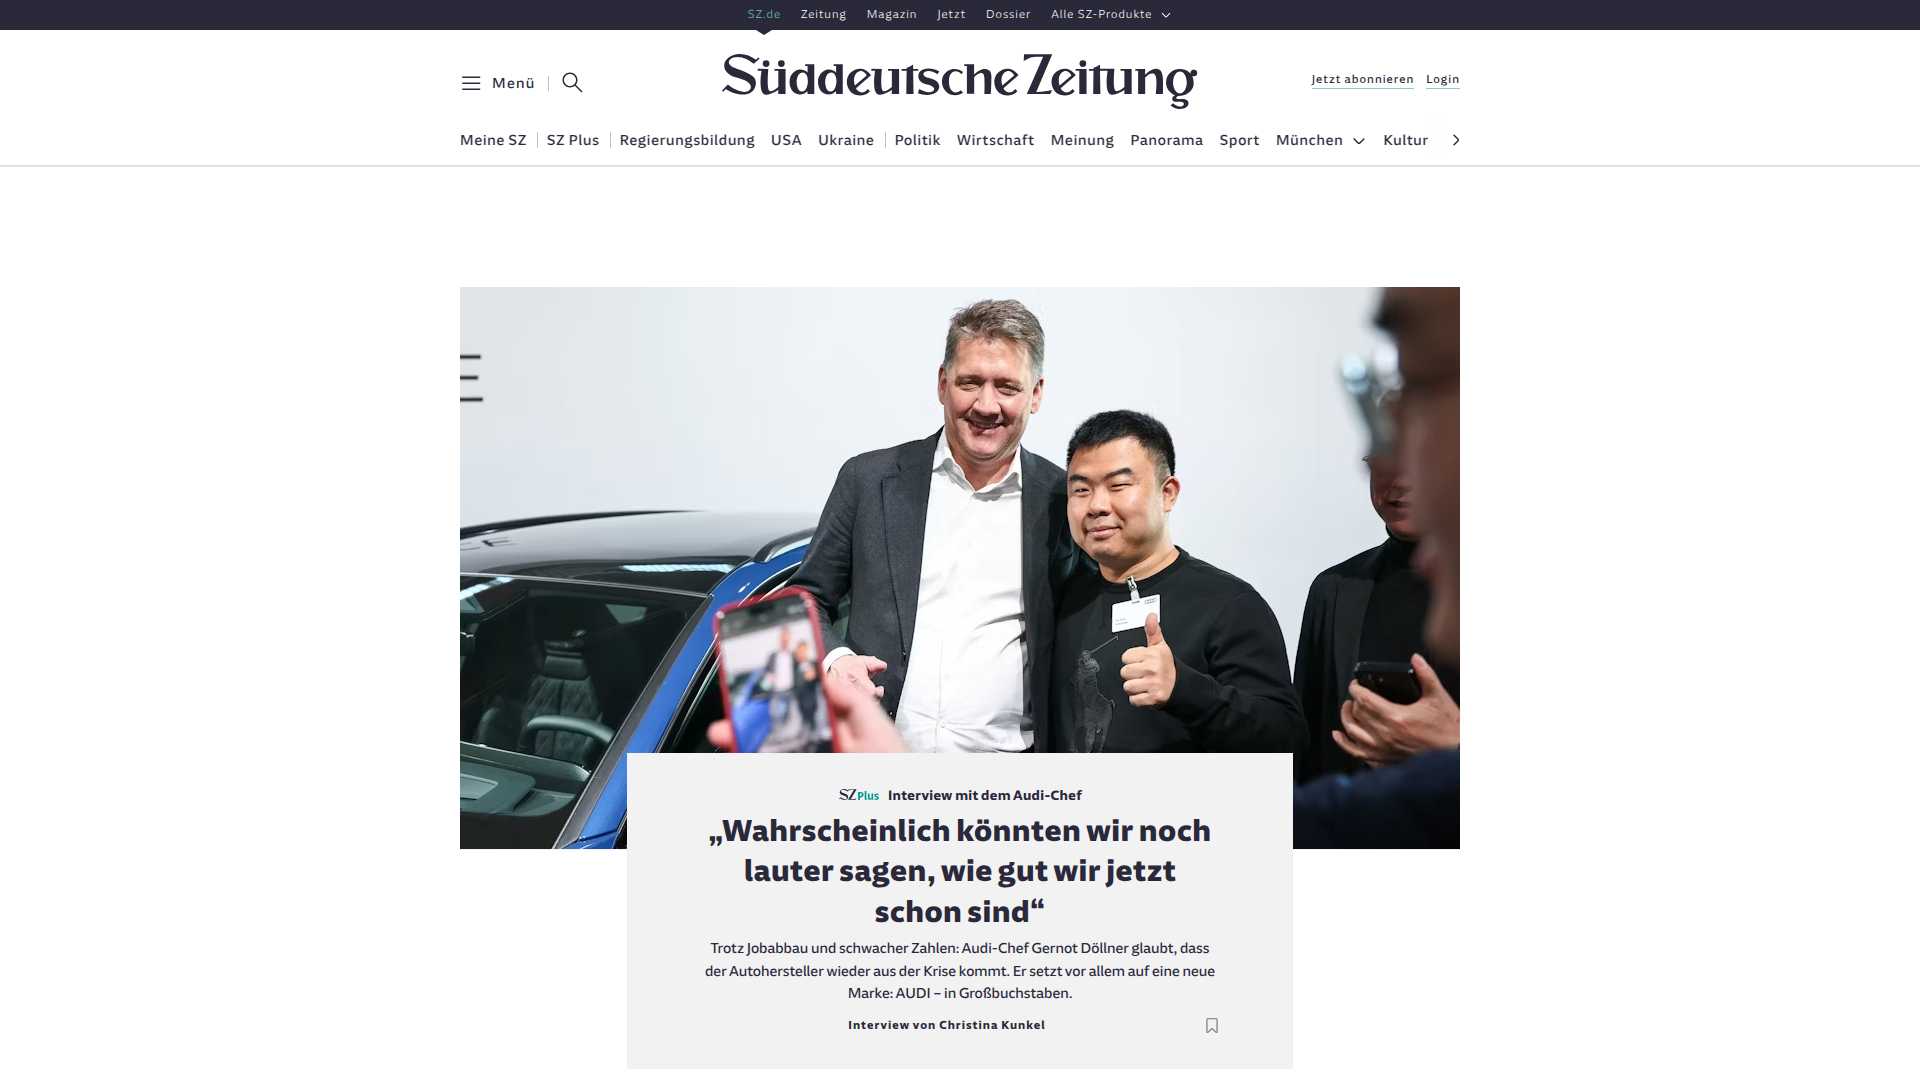 SZ.de Zeitung Magazin Jetzt Dossier Alle SZ-Produkte
Menü
Süddeutsche Zeitung
Jetzt abonnieren Login
Meine SZ SZ Plus Regierungsbildung USA Ukraine Politik Wirtschaft Meinung Panorama Sport München Kultur
E
SZ Plus Interview mit dem Audi-Chef
„Wahrscheinlich könnten wir noch
lauter sagen, wie gut wir jetzt
schon sind“
Trotz Jobabbau und schwacher Zahlen: Audi-Chef Gernot Döllner glaubt, dass
der Autohersteller wieder aus der Krise kommt. Er setzt vor allem auf eine neue
Marke: AUDI – in Großbuchstaben.
Interview von Christina Kunkel